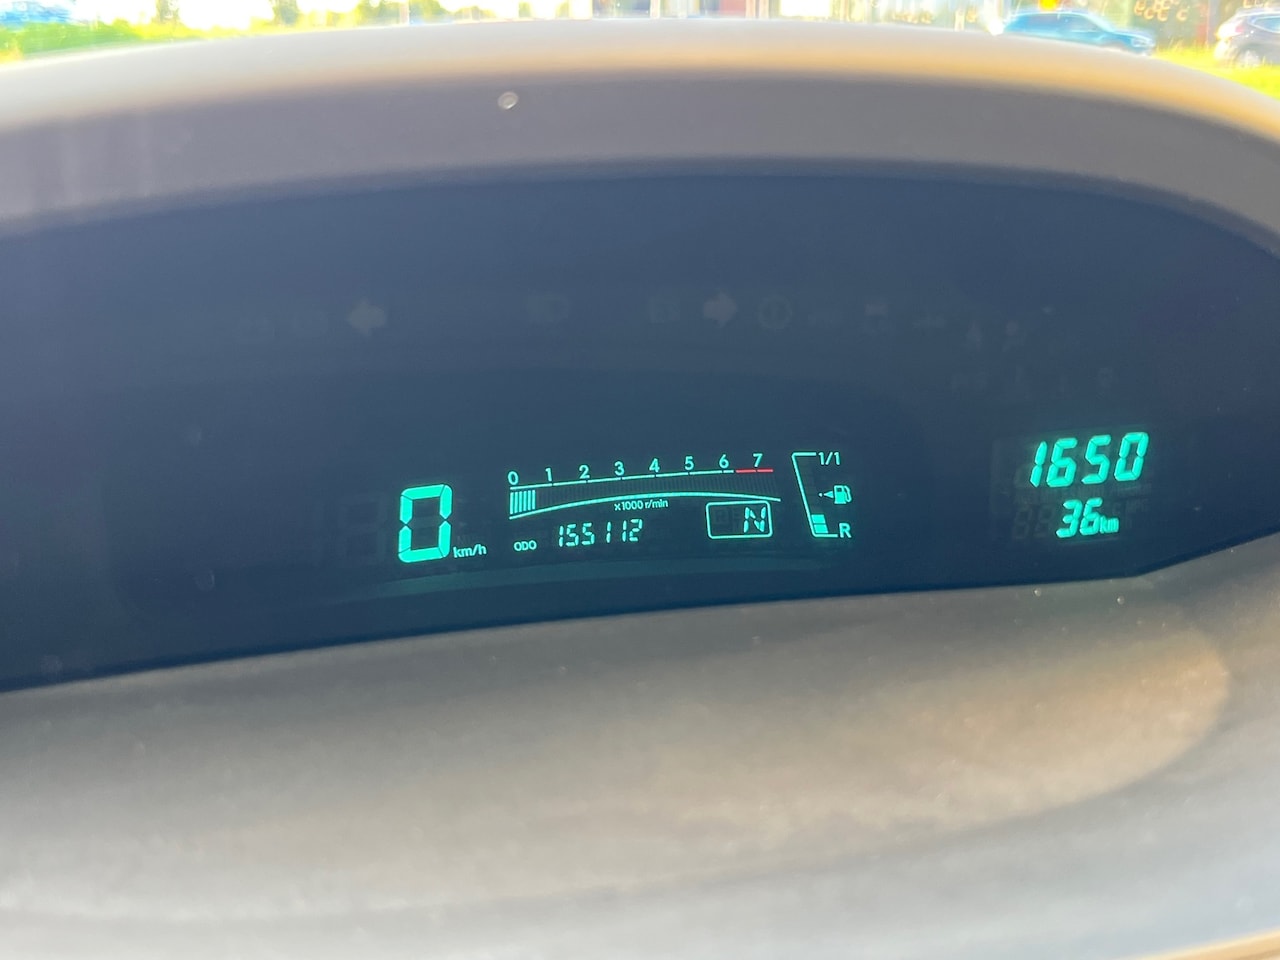 0 1 2 3 4 5 6 7
x1000 r/min
0 km/h
ODO 155112
N
1/1
R
1650
36km